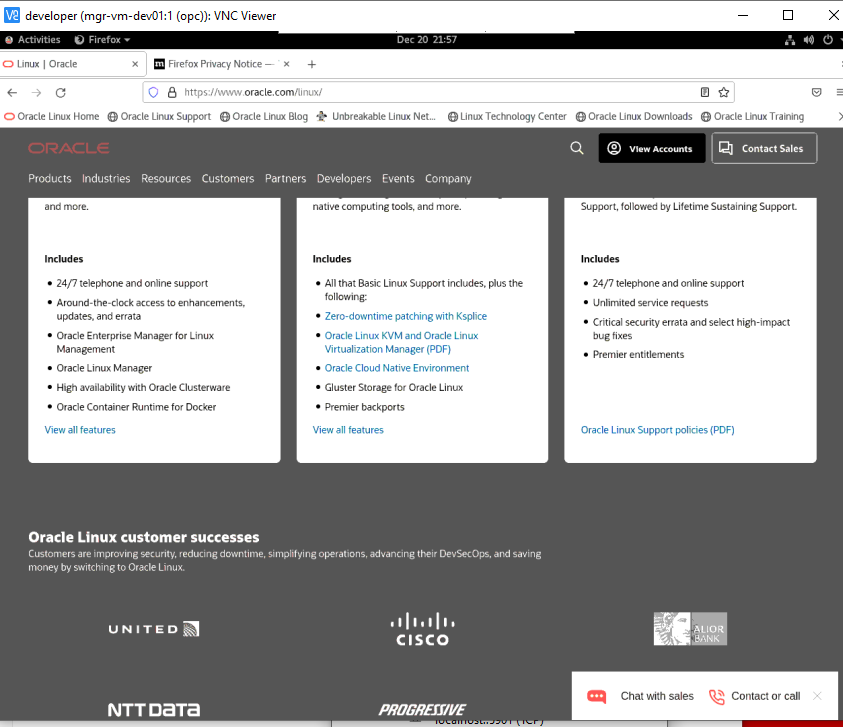 developer (mgr-vm-dev01:1 (opc)): VNC Viewer
Activities Firefox Dec 20 21:57
Linux | Oracle Firefox Privacy Notice —
https://www.oracle.com/linux/
Oracle Linux Home Oracle Linux Support Oracle Linux Blog Unbreakable Linux Net... Linux Technology Center Oracle Linux Downloads Oracle Linux Training
ORACLE View Accounts Contact Sales
Products Industries Resources Customers Partners Developers Events Company
and more.
Includes
24/7 telephone and online support
Around-the-clock access to enhancements,
updates, and errata
Oracle Enterprise Manager for Linux
Management
Oracle Linux Manager
High availability with Oracle Clusterware
Oracle Container Runtime for Docker
View all features
native computing tools, and more.
Includes
All that Basic Linux Support includes, plus the
following:
Zero-downtime patching with Ksplice
Oracle Linux KVM and Oracle Linux
Virtualization Manager (PDF)
Oracle Cloud Native Environment
Gluster Storage for Oracle Linux
Premier backports
View all features
Support, followed by Lifetime Sustaining Support.
Includes
24/7 telephone and online support
Unlimited service requests
Critical security errata and select high-impact
bug fixes
Premier entitlements
Oracle Linux Support policies (PDF)
Oracle Linux customer successes
Customers are improving security, reducing downtime, simplifying operations, advancing their DevSecOps, and saving
money by switching to Oracle Linux.
UNITED
CISCO
ALIOR
BANK
NTT DATA
PROGRESSIVE
Chat with sales Contact or call
localhost::5901 (TCP)